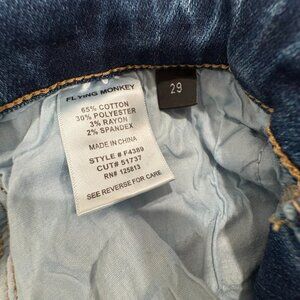 FLYING MONKEY
65% COTTON
30% POLYESTER
3% RAYON
2% SPANDEX
MADE IN CHINA
STYLE # F4389
CUT# 51737
RN# 125613
SEE REVERSE FOR CARE
29